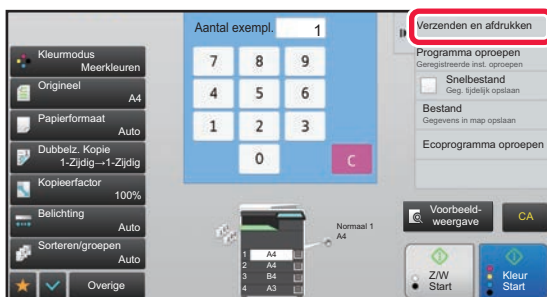 Kleurmodus
Meerkleuren
Origineel
A4
Papierformaat
Auto
Dubbelz. Kopie
1-Zijdig→1-Zijdig
Kopieerfactor
100%
Belichting
Auto
Sorteren/groepen
Auto
Overige
Aantal exempl.
1
7 8 9
4 5 6
1 2 3
0 C
Normaal 1
A4
1 A4
2 A4
3 B4
4 A3
Verzenden en afdrukken
Programma oproepen
Geregistreerde inst. oproepen
Snelbestand
Geg. tijdelijk opslaan
Bestand
Gegevens in map opslaan
Ecoprogramma oproepen
Voorbeeld-
weergave
CA
Z/W
Start
Kleur
Start